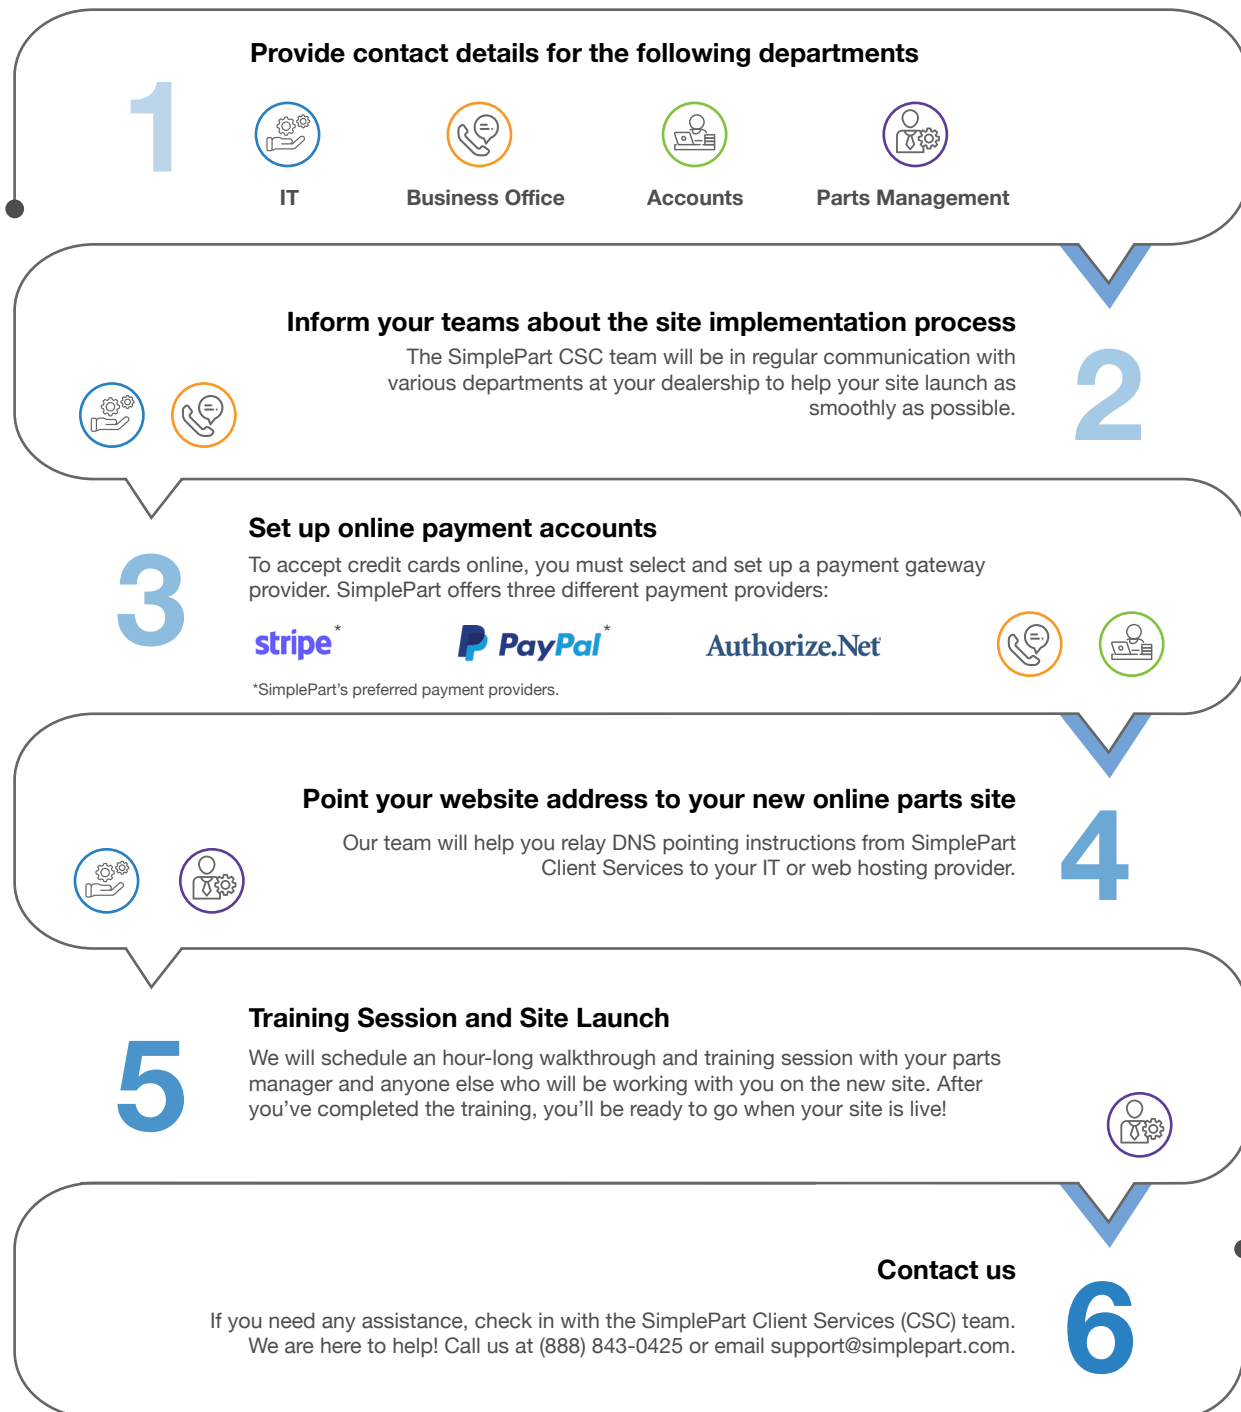 Provide contact details for the following departments
1
IT
Business Office
Accounts
Parts Management
Inform your teams about the site implementation process
The SimplePart CSC team will be in regular communication with
various departments at your dealership to help your site launch as
smoothly as possible.
2
Set up online payment accounts
3
To accept credit cards online, you must select and set up a payment gateway
provider. SimplePart offers three different payment providers:
stripe*
PayPal*
Authorize.Net
*SimplePart's preferred payment providers.
Point your website address to your new online parts site
Our team will help you relay DNS pointing instructions from SimplePart
Client Services to your IT or web hosting provider.
4
Training Session and Site Launch
5
We will schedule an hour-long walkthrough and training session with your parts
manager and anyone else who will be working with you on the new site. After
you've completed the training, you'll be ready to go when your site is live!
Contact us
If you need any assistance, check in with the SimplePart Client Services (CSC) team.
We are here to help! Call us at (888) 843-0425 or email support@simplepart.com.
6